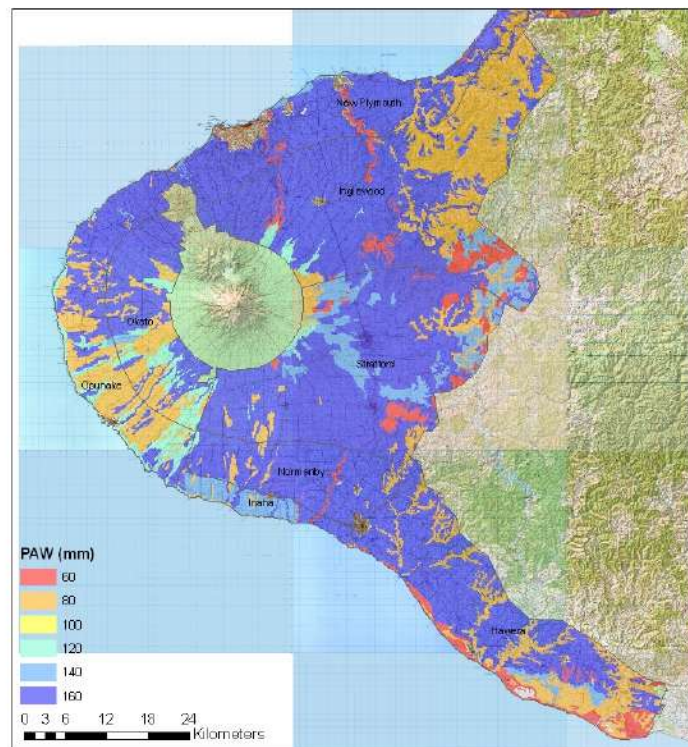 New Plymouth
Inglewood
Okato
Stratford
Opunake
Normanby
Inaha
PAW (mm)
60
80
100
120
140
160
Hawera
0 3 6 12 18 24
Kilometers